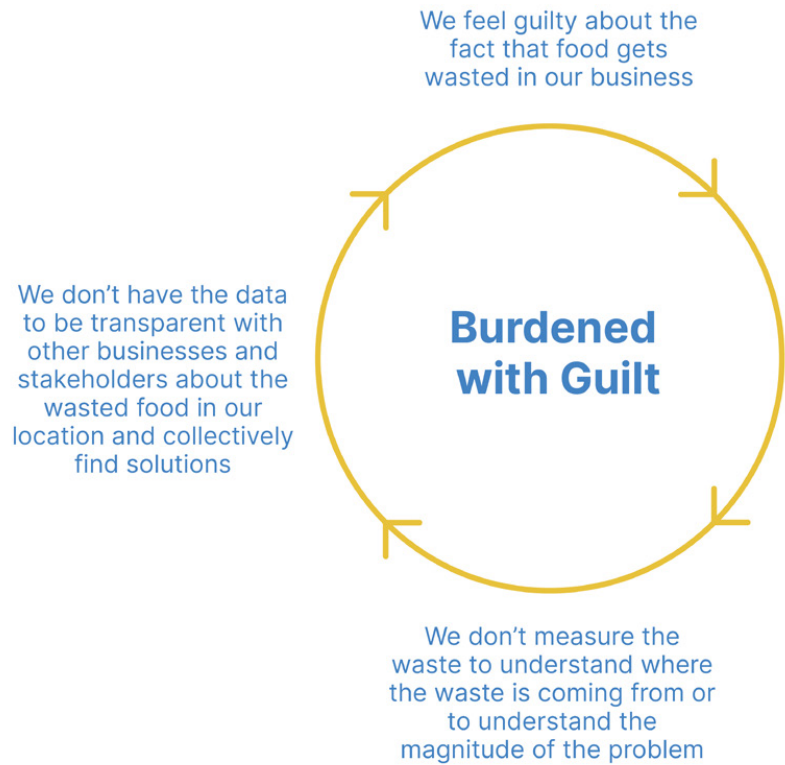 We feel guilty about the
fact that food gets
wasted in our business
We don’t have the data
to be transparent with
other businesses and
stakeholders about the
wasted food in our
location and collectively
find solutions
Burdened
with Guilt
We don’t measure the
waste to understand where
the waste is coming from or
to understand the
magnitude of the problem